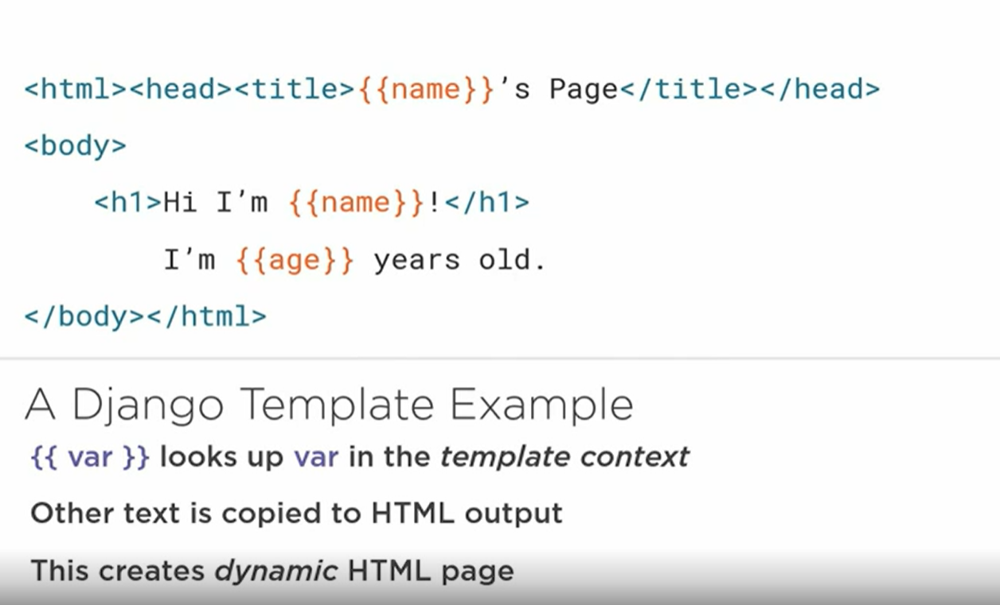 <html><head><title>{{name}}’s Page</title></head>
<body>
<h1>Hi I’m {{name}}!</h1>
I’m {{age}} years old.
</body></html>
A Django Template Example
{{ var }} looks up var in the template context
Other text is copied to HTML output
This creates dynamic HTML page